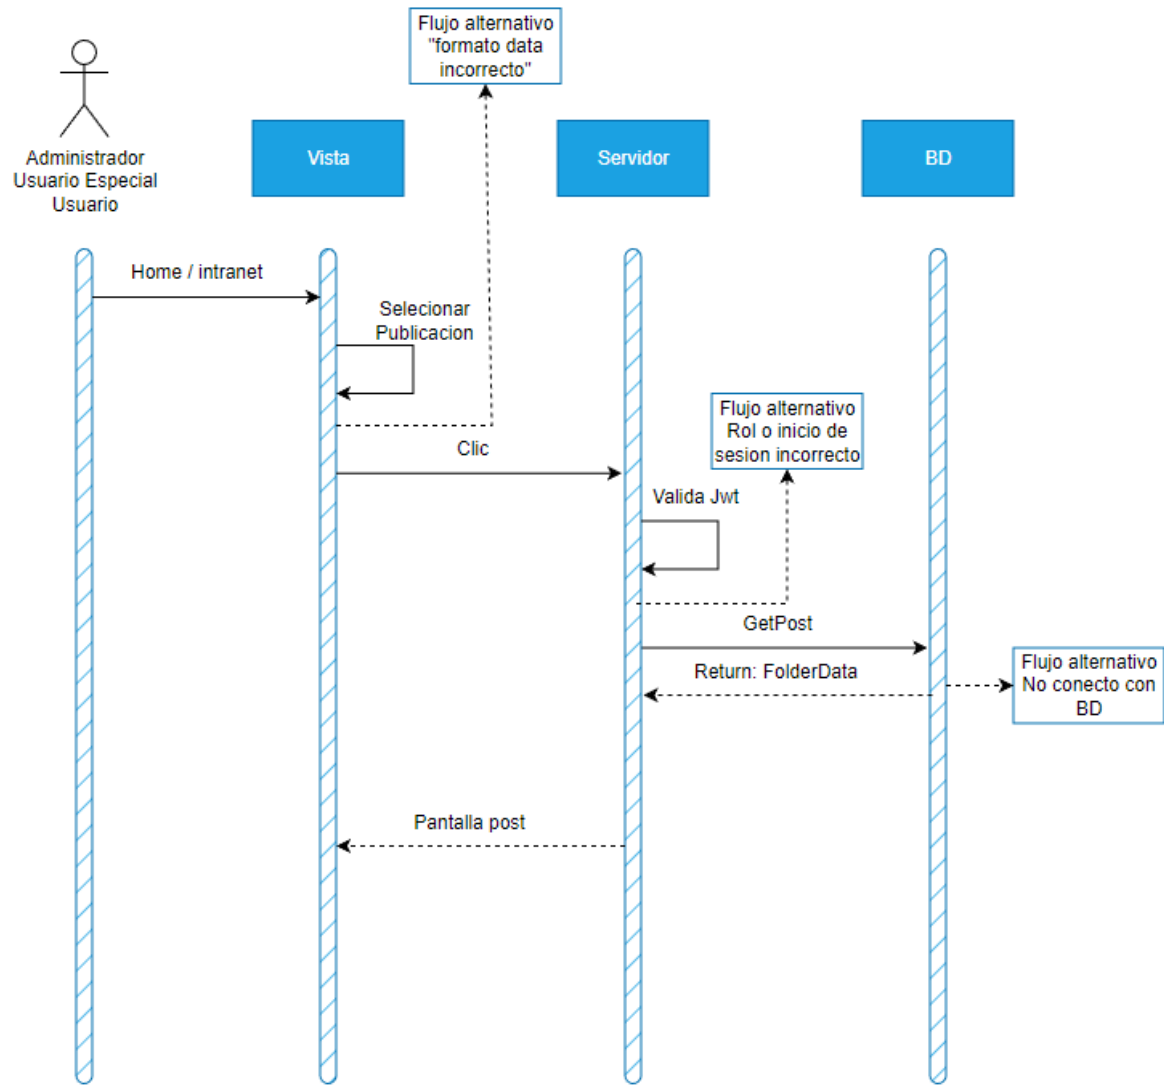 Flujo alternativo
"formato data
incorrecto"
Administrador
Usuario Especial
Usuario
Vista
Servidor
BD
Home / intranet
Selecionar
Publicacion
Clic
Flujo alternativo
Rol o inicio de
sesion incorrecto
Valida Jwt
GetPost
Return: FolderData
Flujo alternativo
No conecto con
BD
Pantalla post